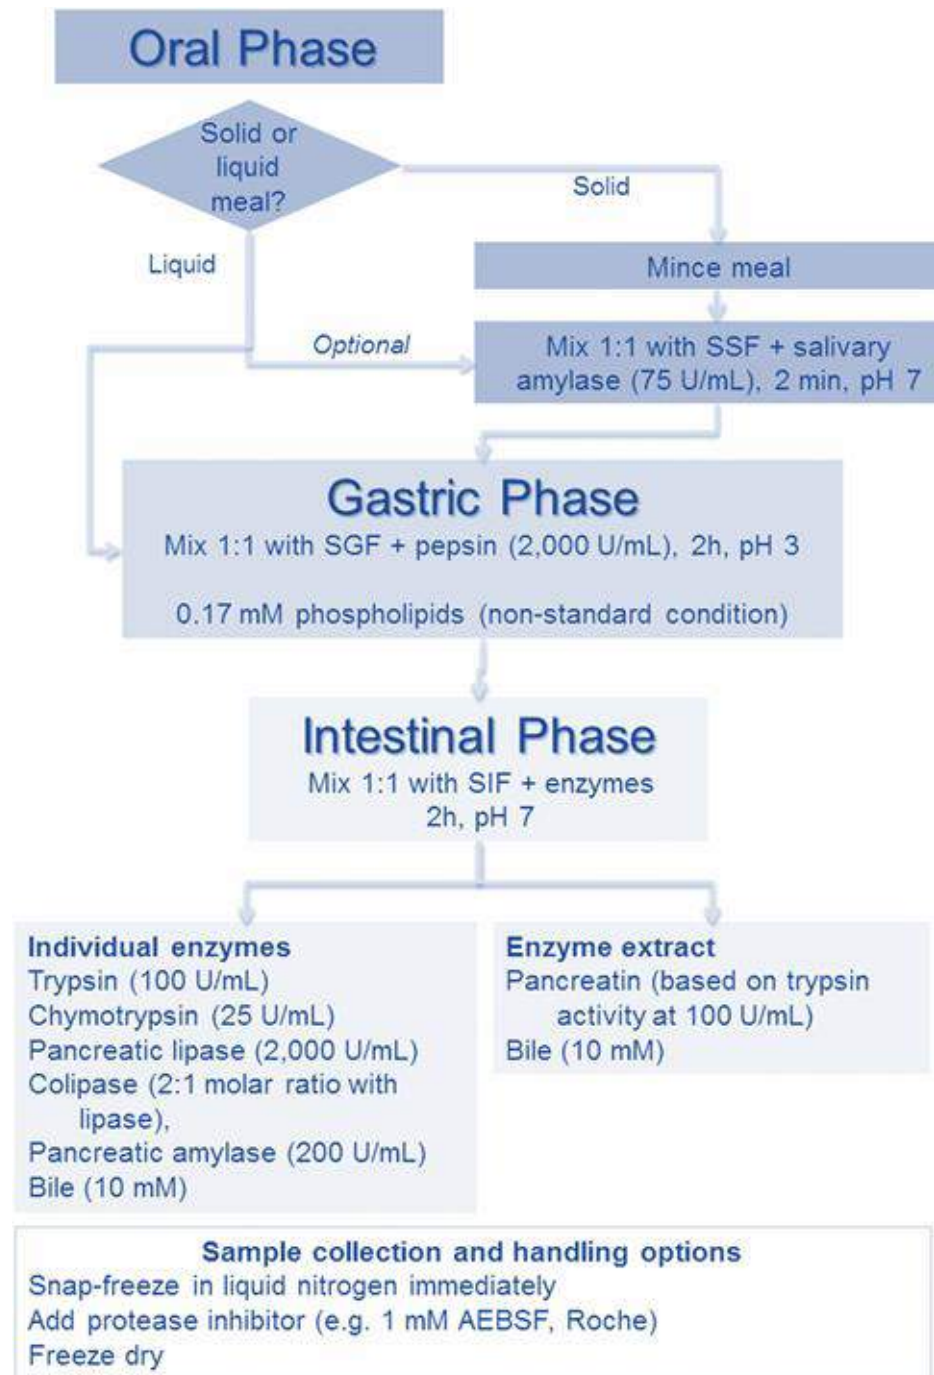 Oral Phase
Solid or
liquid
meal?
Solid
Liquid
Mince meal
Optional
Mix 1:1 with SSF + salivary
amylase (75 U/mL), 2 min, pH 7
Gastric Phase
Mix 1:1 with SGF + pepsin (2,000 U/mL), 2h, pH 3
0.17 mM phospholipids (non-standard condition)
Intestinal Phase
Mix 1:1 with SIF + enzymes
2h, pH 7
Individual enzymes
Trypsin (100 U/mL)
Chymotrypsin (25 U/mL)
Pancreatic lipase (2,000 U/mL)
Colipase (2:1 molar ratio with
lipase),
Pancreatic amylase (200 U/mL)
Bile (10 mM)
Enzyme extract
Pancreatin (based on trypsin
activity at 100 U/mL)
Bile (10 mM)
Sample collection and handling options
Snap-freeze in liquid nitrogen immediately
Add protease inhibitor (e.g. 1 mM AEBSF, Roche)
Freeze dry